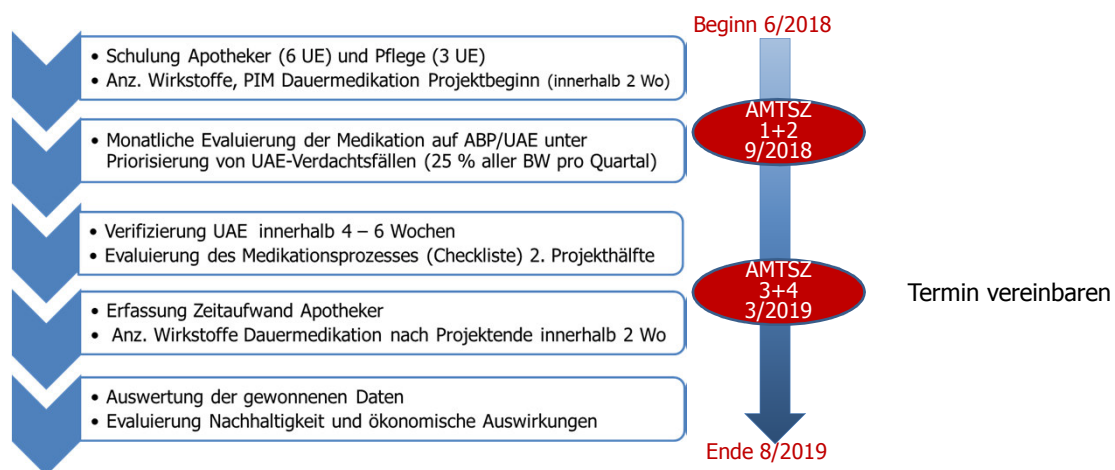 Beginn 6/2018
• Schulung Apotheker (6 UE) und Pflege (3 UE)
• Anz. Wirkstoffe, PIM Dauermedikation Projektbeginn (innerhalb 2 Wo)
AMTSZ
1+2
9/2018
• Monatliche Evaluierung der Medikation auf ABP/UAE unter
Priorisierung von UAE-Verdachtsfällen (25 % aller BW pro Quartal)
• Verifizierung UAE innerhalb 4 – 6 Wochen
• Evaluierung des Medikationsprozesses (Checkliste) 2. Projekthälfte
AMTSZ
3+4
3/2019
Termin vereinbaren
• Erfassung Zeitaufwand Apotheker
• Anz. Wirkstoffe Dauermedikation nach Projektende innerhalb 2 Wo
• Auswertung der gewonnenen Daten
• Evaluierung Nachhaltigkeit und ökonomische Auswirkungen
Ende 8/2019